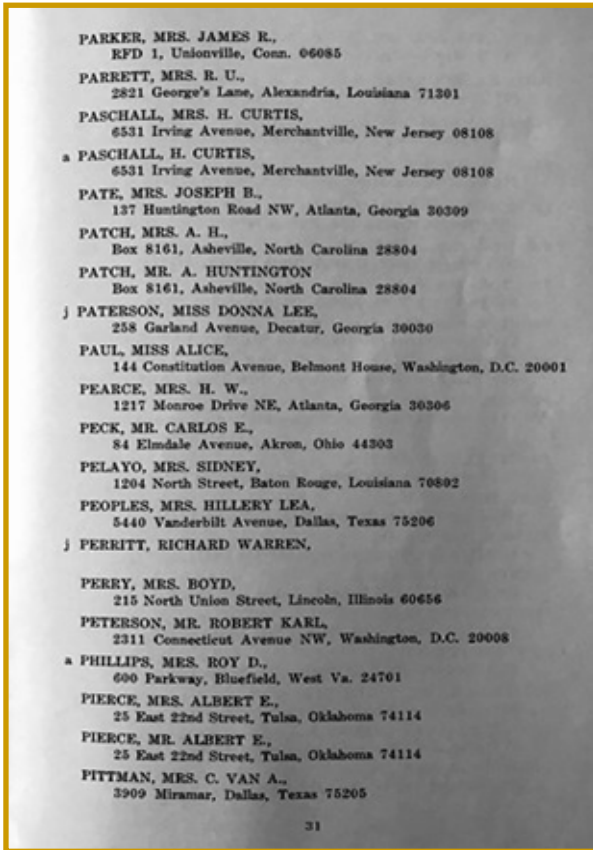 PARKER, MRS. JAMES R.,
RFD 1, Unionville, Conn. 06085
PARRETT, MRS. R. U.,
2821 George's Lane, Alexandria, Louisiana 71301
PASCHALL, MRS. H. CURTIS,
6531 Irving Avenue, Merchantville, New Jersey 08108
a PASCHALL, H. CURTIS,
6531 Irving Avenue, Merchantville, New Jersey 08108
PATE, MRS. JOSEPH B.,
137 Huntington Road NW, Atlanta, Georgia 30309
PATCH, MRS. A. H.,
Box 8161, Asheville, North Carolina 28804
PATCH, MR. A. HUNTINGTON
Box 8161, Asheville, North Carolina 28804
j PATERSON, MISS DONNA LEE,
258 Garland Avenue, Decatur, Georgia 30030
PAUL, MISS ALICE,
144 Constitution Avenue, Belmont House, Washington, D.C. 20001
PEARCE, MRS. H. W.,
1217 Monroe Drive NE, Atlanta, Georgia 30306
PECK, MR. CARLOS E.,
84 Elmdale Avenue, Akron, Ohio 44303
PELAYO, MRS. SIDNEY,
1204 North Street, Baton Rouge, Louisiana 70802
PEOPLES, MRS. HILLERY LEA,
5440 Vanderbilt Avenue, Dallas, Texas 75206
j PERRITT, RICHARD WARREN,
PERRY, MRS. BOYD,
215 North Union Street, Lincoln, Illinois 60656
PETERSON, MR. ROBERT KARL,
2311 Connecticut Avenue NW, Washington, D.C. 20008
a PHILLIPS, MRS. ROY D.,
600 Parkway, Bluefield, West Va. 24701
PIERCE, MRS. ALBERT E.,
25 East 22nd Street, Tulsa, Oklahoma 74114
PIERCE, MR. ALBERT E.,
25 East 22nd Street, Tulsa, Oklahoma 74114
PITTMAN, MRS. C. VAN A.,
3909 Miramar, Dallas, Texas 75205
31